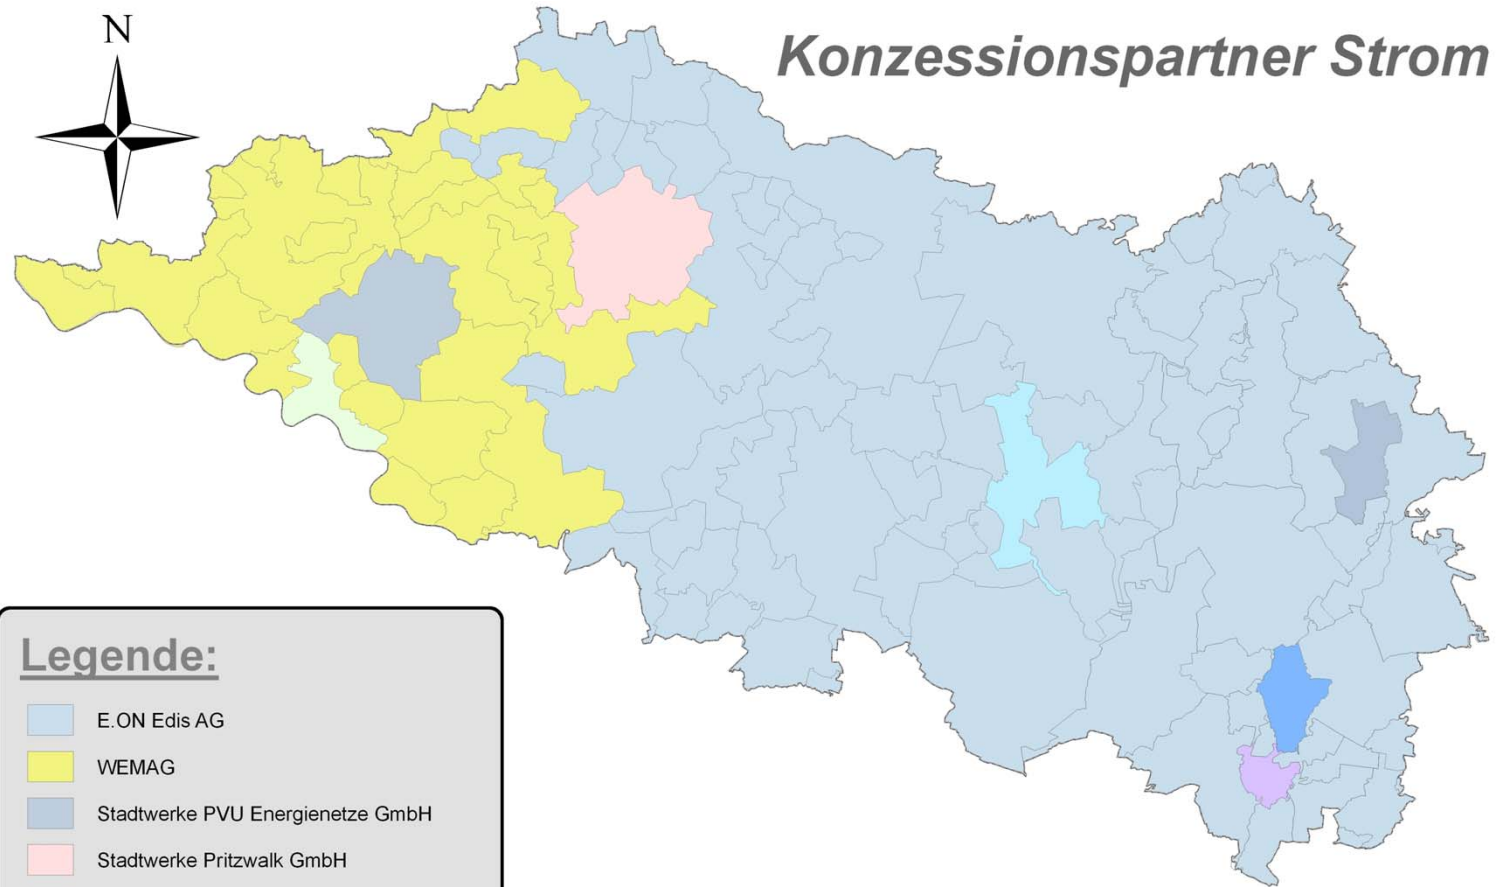 N
Konzessionspartner Strom
Legende:
E.ON Edis AG
WEMAG
Stadtwerke PVU Energienetze GmbH
Stadtwerke Pritzwalk GmbH